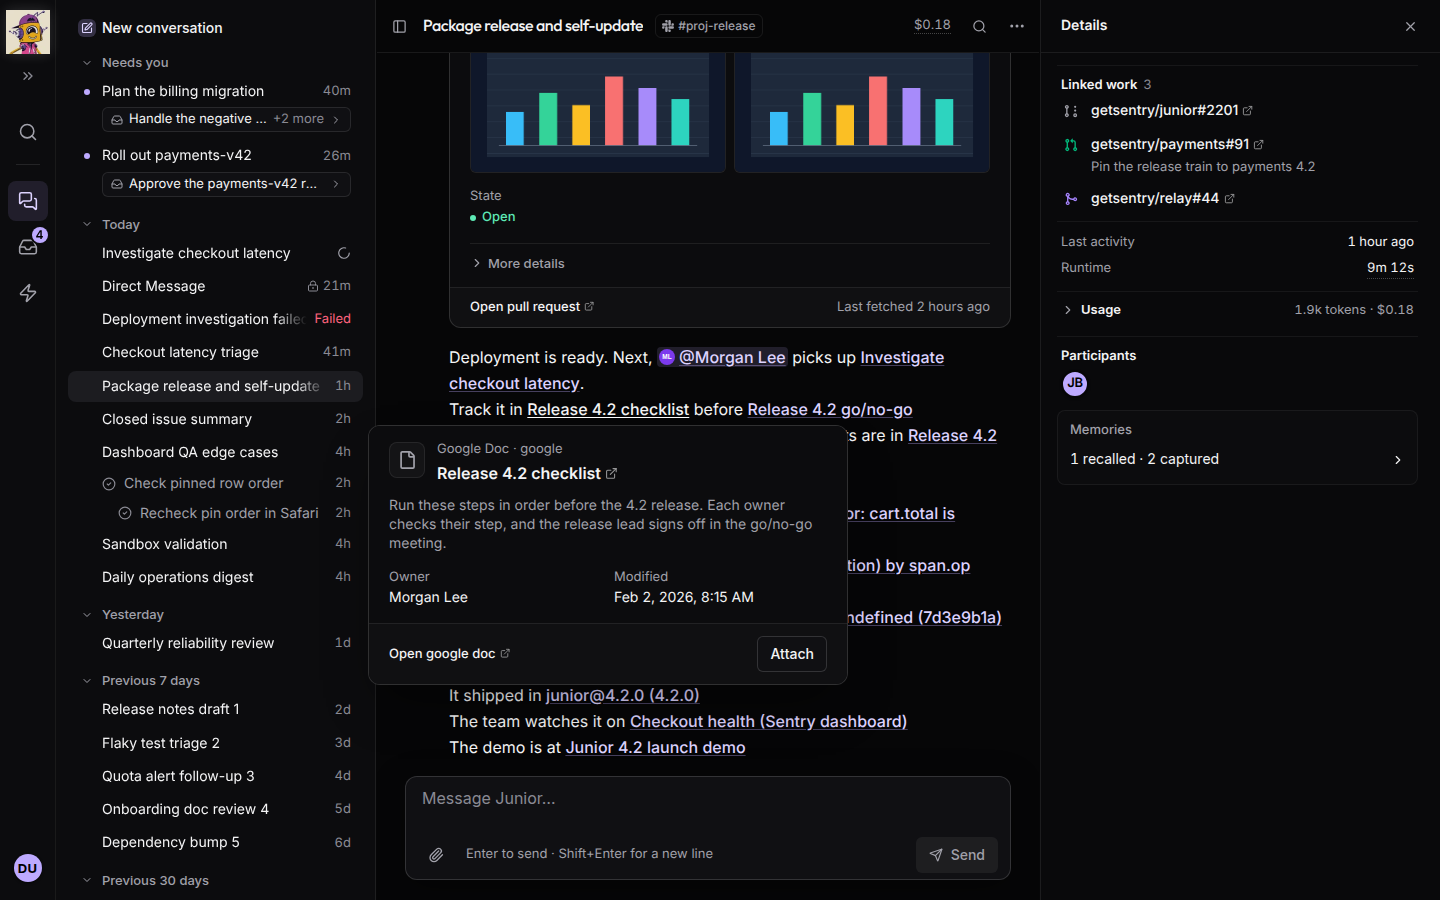 New conversation
Needs you
Plan the billing migration 40m
Handle the negative ... +2 more
Roll out payments-v42 26m
Approve the payments-v42 r...
Today
Investigate checkout latency
4
Direct Message 21m
Deployment investigation failed Failed
Checkout latency triage 41m
Package release and self-update 1h
Closed issue summary 2h
Dashboard QA edge cases 4h
Check pinned row order 2h
Recheck pin order in Safari 2h
Sandbox validation 4h
Daily operations digest 4h
Yesterday
Quarterly reliability review 1d
Previous 7 days
Release notes draft 1 2d
Flaky test triage 2 3d
Quota alert follow-up 3 4d
Onboarding doc review 4 5d
Dependency bump 5 6d
Previous 30 days
DU
Package release and self-update #proj-release $0.18
State
Open
More details
Open pull request Last fetched 2 hours ago
Deployment is ready. Next, ML @Morgan Lee picks up Investigate
checkout latency.
Track it in Release 4.2 checklist before Release 4.2 go/no-go
s are in Release 4.2
or: cart.total is
tion) by span.op
ndefined (7d3e9b1a)
Google Doc · google
Release 4.2 checklist
Run these steps in order before the 4.2 release. Each owner
checks their step, and the release lead signs off in the go/no-go
meeting.
Owner Modified
Morgan Lee Feb 2, 2026, 8:15 AM
Open google doc Attach
It shipped in junior@4.2.0 (4.2.0)
The team watches it on Checkout health (Sentry dashboard)
The demo is at Junior 4.2 launch demo
Message Junior...
Enter to send · Shift+Enter for a new line Send
Details
Linked work 3
getsentry/junior#2201
getsentry/payments#91
Pin the release train to payments 4.2
getsentry/relay#44
Last activity 1 hour ago
Runtime 9m 12s
Usage 1.9k tokens · $0.18
Participants
JB
Memories
1 recalled · 2 captured